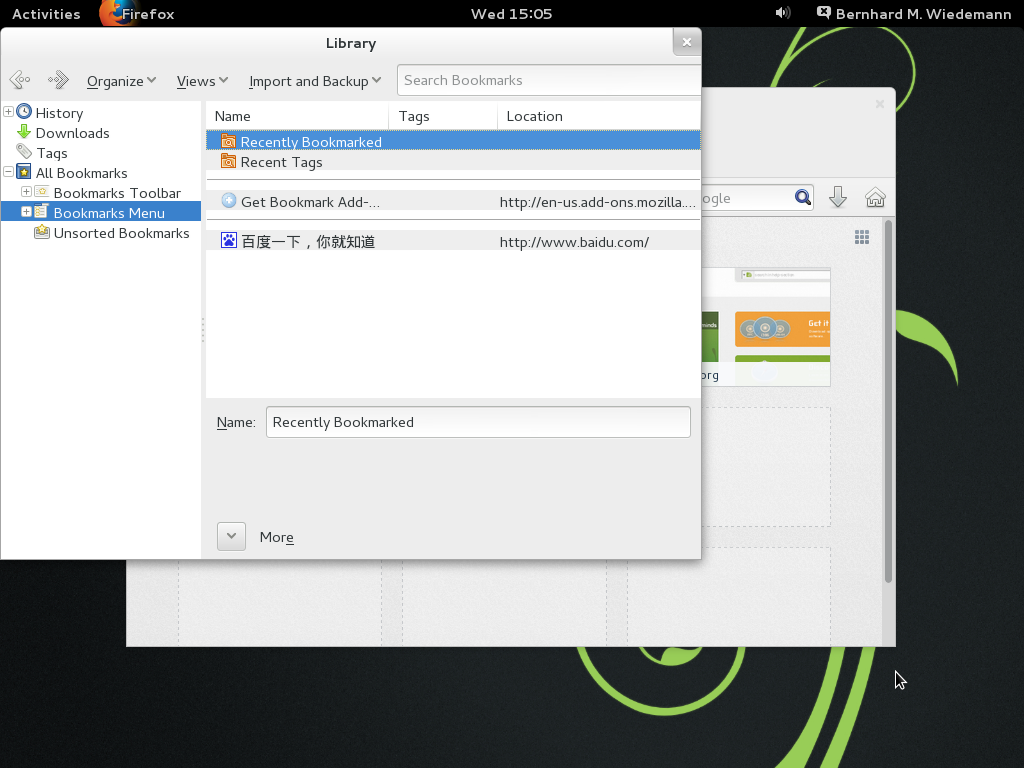 Activities Firefox Wed 15:05 Bernhard M. Wiedemann
Library
Organize Views Import and Backup Search Bookmarks
History
Downloads
Tags
All Bookmarks
Bookmarks Toolbar
Bookmarks Menu
Unsorted Bookmarks
Name Tags Location
Recently Bookmarked
Recent Tags
Get Bookmark Add-... http://en-us.add-ons.mozilla....
百度一下，你就知道 http://www.baidu.com/
Name: Recently Bookmarked
More
ogle
Get it
org